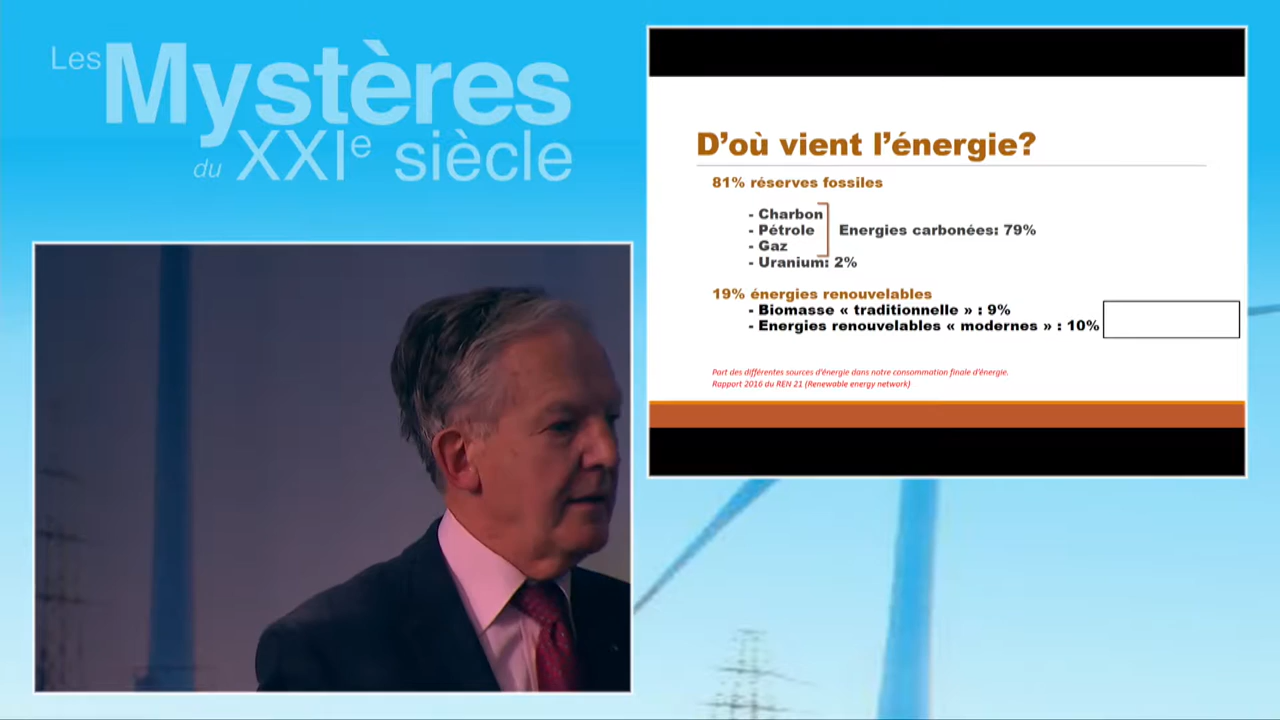 Les Mystères
du XXIe siècle
D'où vient l'énergie?
81% réserves fossiles
- Charbon
- Pétrole
Energies carbonées: 79%
- Gaz
- Uranium: 2%
19% énergies renouvelables
- Biomasse « traditionnelle » : 9%
- Energies renouvelables « modernes » : 10%
Part des différentes sources d'énergie dans notre consommation finale d'énergie.
Rapport 2016 du REN 21 (Renewable energy network)